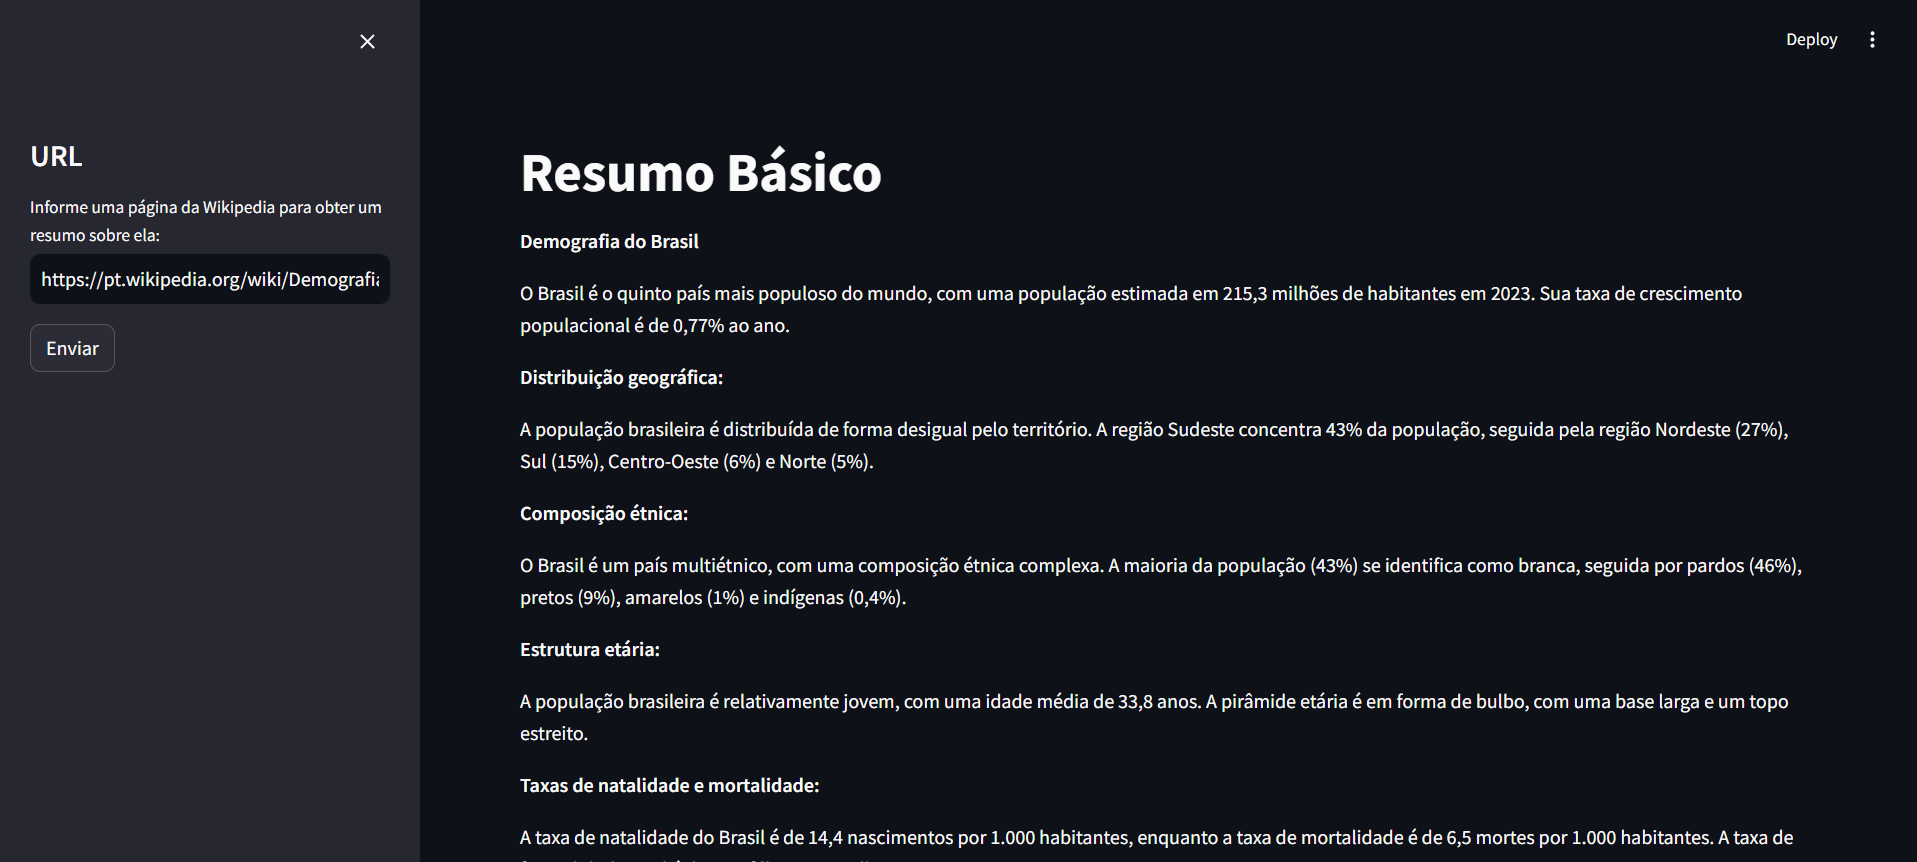 Deploy
URL
Informe uma página da Wikipedia para obter um
resumo sobre ela:
https://pt.wikipedia.org/wiki/Demografia
Enviar
Resumo Básico
Demografia do Brasil
O Brasil é o quinto país mais populoso do mundo, com uma população estimada em 215,3 milhões de habitantes em 2023. Sua taxa de crescimento
populacional é de 0,77% ao ano.
Distribuição geográfica:
A população brasileira é distribuída de forma desigual pelo território. A região Sudeste concentra 43% da população, seguida pela região Nordeste (27%),
Sul (15%), Centro-Oeste (6%) e Norte (5%).
Composição étnica:
O Brasil é um país multiétnico, com uma composição étnica complexa. A maioria da população (43%) se identifica como branca, seguida por pardos (46%),
pretos (9%), amarelos (1%) e indígenas (0,4%).
Estrutura etária:
A população brasileira é relativamente jovem, com uma idade média de 33,8 anos. A pirâmide etária é em forma de bulbo, com uma base larga e um topo
estreito.
Taxas de natalidade e mortalidade:
A taxa de natalidade do Brasil é de 14,4 nascimentos por 1.000 habitantes, enquanto a taxa de mortalidade é de 6,5 mortes por 1.000 habitantes. A taxa de